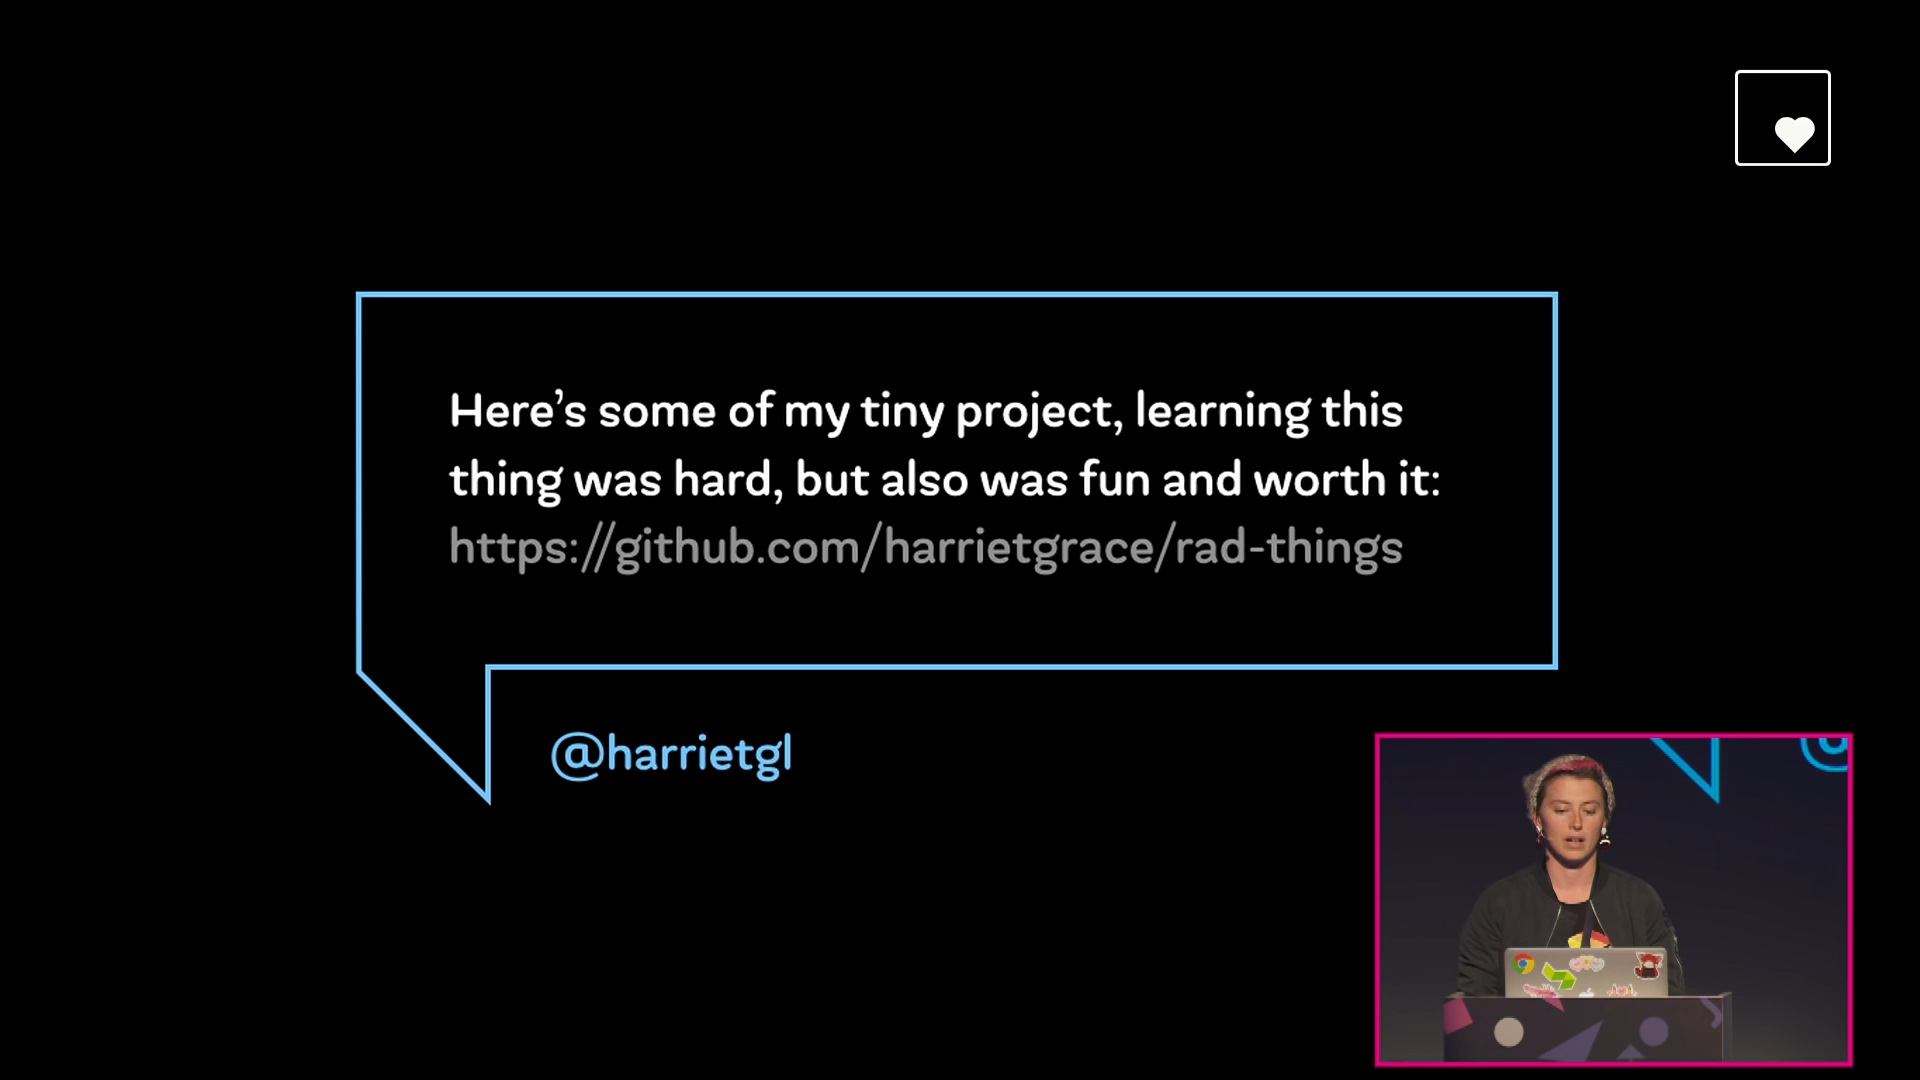 Here’s some of my tiny project, learning this
thing was hard, but also was fun and worth it:
https://github.com/harrietgrace/rad-things
@harrietgl